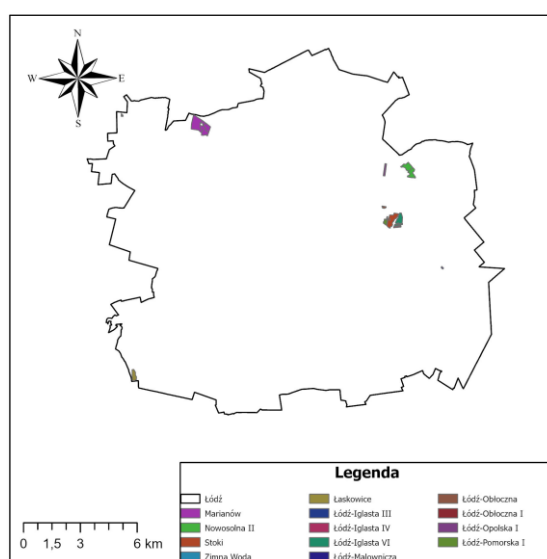 N
W E
S
Legenda
Łódź
Marianów
Nowosolna II
Stoki
Zimna Woda
Łaskowice
Łódź-Iglasta III
Łódź-Iglasta IV
Łódź-Iglasta VI
Łódź-Malownicza
Łódź-Obłoczna
Łódź-Obłoczna I
Łódź-Opolska I
Łódź-Pomorska I
0 1,5 3 6 km